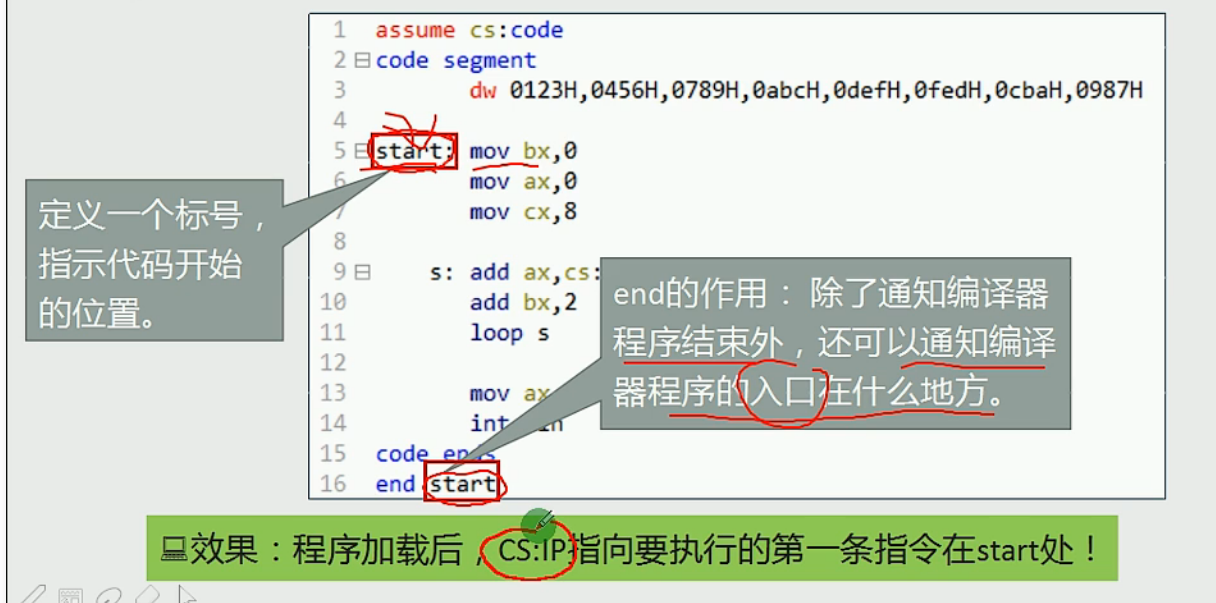 1 assume cs:code
2 code segment
3 dw 0123H,0456H,0789H,0abcH,0defH,0fedH,0cbaH,0987H
4
5 start: mov bx,0
6 mov ax,0
7 mov cx,8
8
9 s: add ax,cs:
10 add bx,2
11 loop s
12
13 mov ax
14 int
15 code ends
16 end start
定义一个标号，
指示代码开始
的位置。
end的作用：除了通知编译器
程序结束外，还可以通知编译
器程序的入口在什么地方。
效果：程序加载后，CS:IP指向要执行的第一条指令在start处！